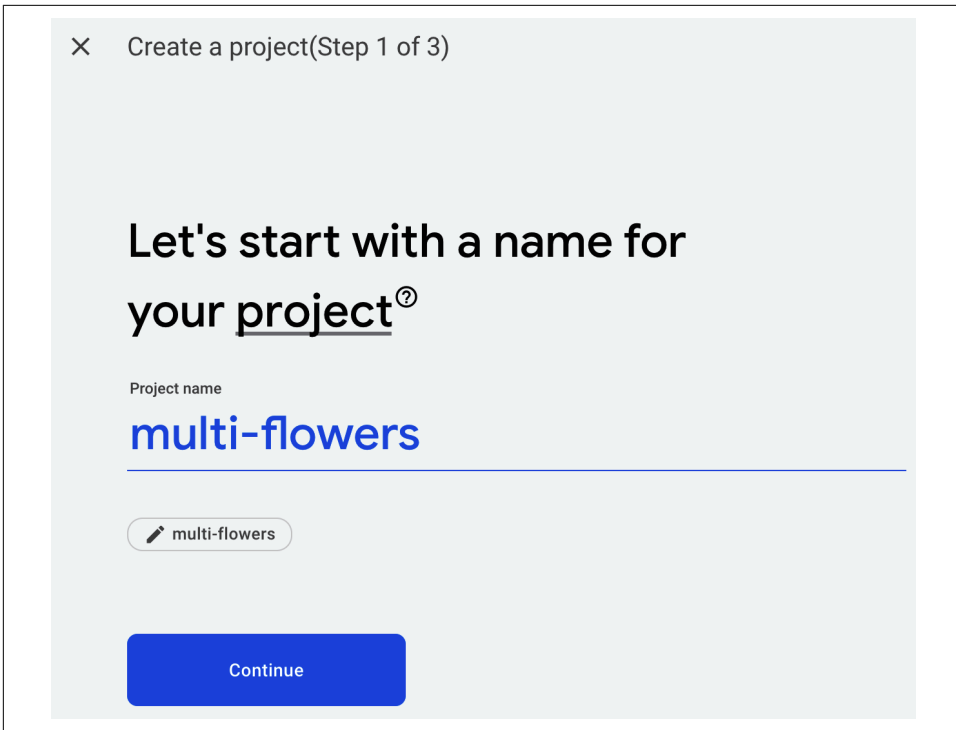 Create a project(Step 1 of 3)
Let's start with a name for
your project
Project name
multi-flowers
multi-flowers
Continue